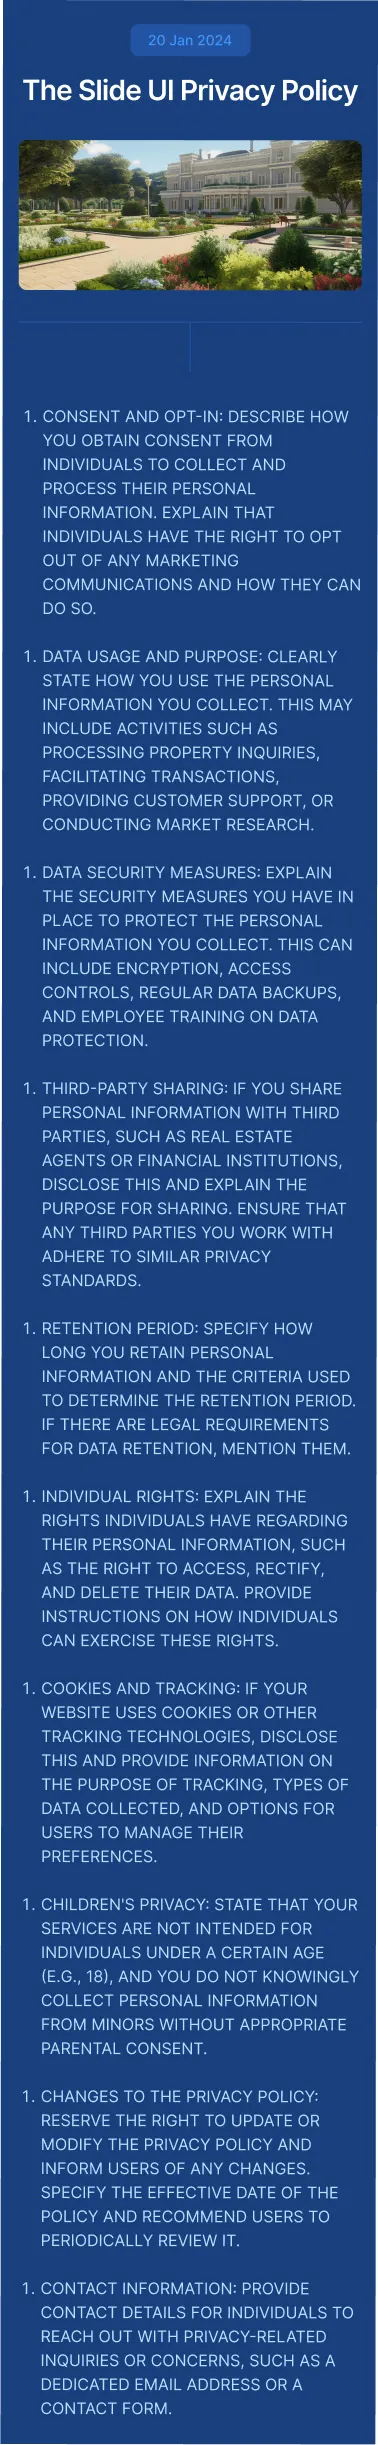 20 Jan 2024
The Slide UI Privacy Policy
1. CONSENT AND OPT-IN: DESCRIBE HOW
YOU OBTAIN CONSENT FROM
INDIVIDUALS TO COLLECT AND
PROCESS THEIR PERSONAL
INFORMATION. EXPLAIN THAT
INDIVIDUALS HAVE THE RIGHT TO OPT
OUT OF ANY MARKETING
COMMUNICATIONS AND HOW THEY CAN
DO SO.
1. DATA USAGE AND PURPOSE: CLEARLY
STATE HOW YOU USE THE PERSONAL
INFORMATION YOU COLLECT. THIS MAY
INCLUDE ACTIVITIES SUCH AS
PROCESSING PROPERTY INQUIRIES,
FACILITATING TRANSACTIONS,
PROVIDING CUSTOMER SUPPORT, OR
CONDUCTING MARKET RESEARCH.
1. DATA SECURITY MEASURES: EXPLAIN
THE SECURITY MEASURES YOU HAVE IN
PLACE TO PROTECT THE PERSONAL
INFORMATION YOU COLLECT. THIS CAN
INCLUDE ENCRYPTION, ACCESS
CONTROLS, REGULAR DATA BACKUPS,
AND EMPLOYEE TRAINING ON DATA
PROTECTION.
1. THIRD-PARTY SHARING: IF YOU SHARE
PERSONAL INFORMATION WITH THIRD
PARTIES, SUCH AS REAL ESTATE
AGENTS OR FINANCIAL INSTITUTIONS,
DISCLOSE THIS AND EXPLAIN THE
PURPOSE FOR SHARING. ENSURE THAT
ANY THIRD PARTIES YOU WORK WITH
ADHERE TO SIMILAR PRIVACY
STANDARDS.
1. RETENTION PERIOD: SPECIFY HOW
LONG YOU RETAIN PERSONAL
INFORMATION AND THE CRITERIA USED
TO DETERMINE THE RETENTION PERIOD.
IF THERE ARE LEGAL REQUIREMENTS
FOR DATA RETENTION, MENTION THEM.
1. INDIVIDUAL RIGHTS: EXPLAIN THE
RIGHTS INDIVIDUALS HAVE REGARDING
THEIR PERSONAL INFORMATION, SUCH
AS THE RIGHT TO ACCESS, RECTIFY,
AND DELETE THEIR DATA. PROVIDE
INSTRUCTIONS ON HOW INDIVIDUALS
CAN EXERCISE THESE RIGHTS.
1. COOKIES AND TRACKING: IF YOUR
WEBSITE USES COOKIES OR OTHER
TRACKING TECHNOLOGIES, DISCLOSE
THIS AND PROVIDE INFORMATION ON
THE PURPOSE OF TRACKING, TYPES OF
DATA COLLECTED, AND OPTIONS FOR
USERS TO MANAGE THEIR
PREFERENCES.
1. CHILDREN'S PRIVACY: STATE THAT YOUR
SERVICES ARE NOT INTENDED FOR
INDIVIDUALS UNDER A CERTAIN AGE
(E.G., 18), AND YOU DO NOT KNOWINGLY
COLLECT PERSONAL INFORMATION
FROM MINORS WITHOUT APPROPRIATE
PARENTAL CONSENT.
1. CHANGES TO THE PRIVACY POLICY:
RESERVE THE RIGHT TO UPDATE OR
MODIFY THE PRIVACY POLICY AND
INFORM USERS OF ANY CHANGES.
SPECIFY THE EFFECTIVE DATE OF THE
POLICY AND RECOMMEND USERS TO
PERIODICALLY REVIEW IT.
1. CONTACT INFORMATION: PROVIDE
CONTACT DETAILS FOR INDIVIDUALS TO
REACH OUT WITH PRIVACY-RELATED
INQUIRIES OR CONCERNS, SUCH AS A
DEDICATED EMAIL ADDRESS OR A
CONTACT FORM.